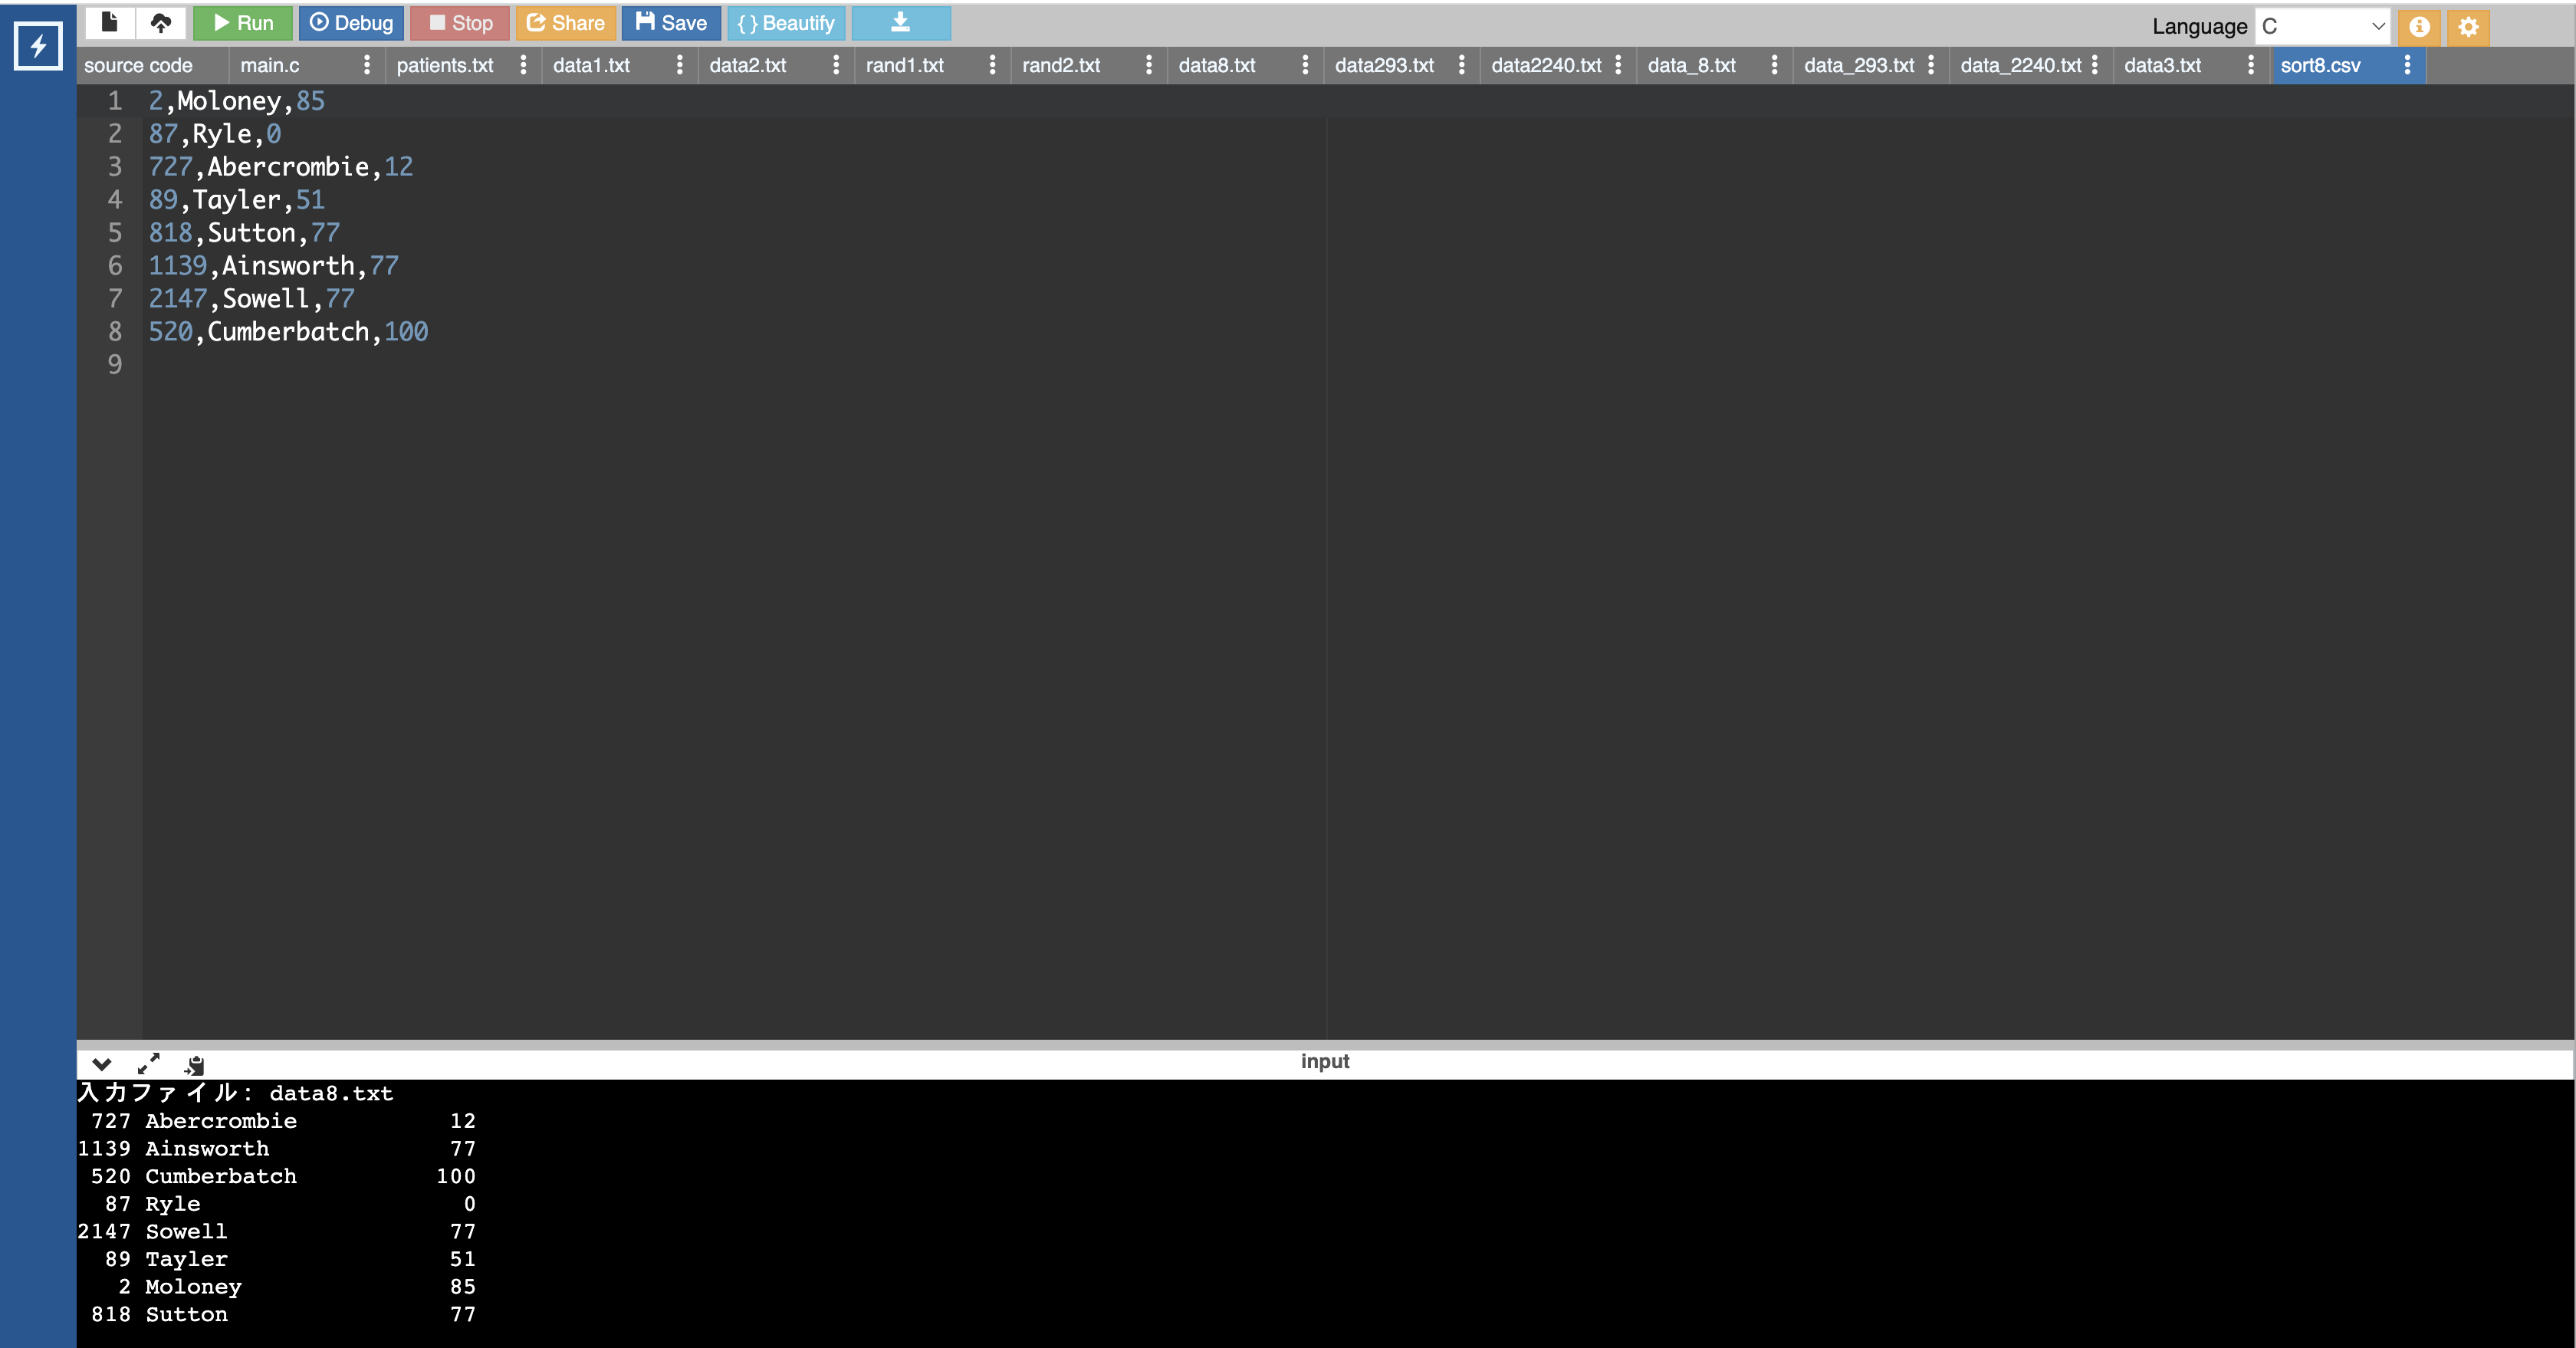 Run Debug Stop Share Save { } Beautify Language C
source code main.c patients.txt data1.txt data2.txt rand1.txt rand2.txt data8.txt data293.txt data2240.txt data_8.txt data_293.txt data_2240.txt data3.txt sort8.csv
1 2,Moloney,85
2 87,Ryle,0
3 727,Abercrombie,12
4 89,Tayler,51
5 818,Sutton,77
6 1139,Ainsworth,77
7 2147,Sowell,77
8 520,Cumberbatch,100
9
input
入力ファイル: data8.txt
727 Abercrombie 12
1139 Ainsworth 77
520 Cumberbatch 100
87 Ryle 0
2147 Sowell 77
89 Tayler 51
2 Moloney 85
818 Sutton 77